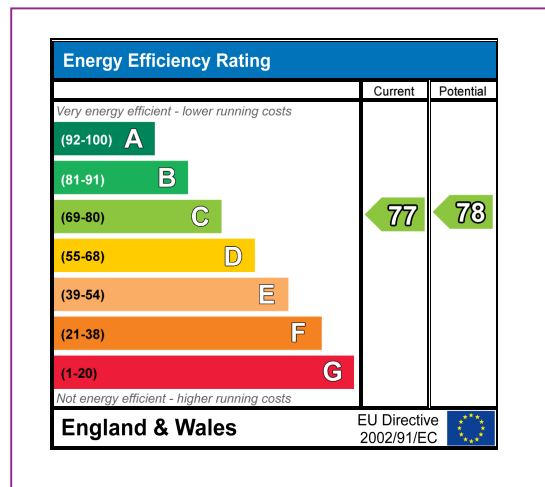 Energy Efficiency Rating
Current Potential
Very energy efficient - lower running costs
(92-100) A
(81-91) B
(69-80) C
77 78
(55-68) D
(39-54) E
(21-38) F
(1-20) G
Not energy efficient - higher running costs
England & Wales
EU Directive
2002/91/EC